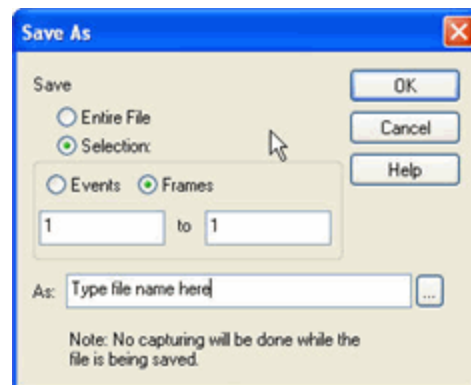 Save As
Save
OK
Entire File
Cancel
Selection:
Help
Events Frames
1 to 1
As: Type file name here ...
Note: No capturing will be done while the
file is being saved.